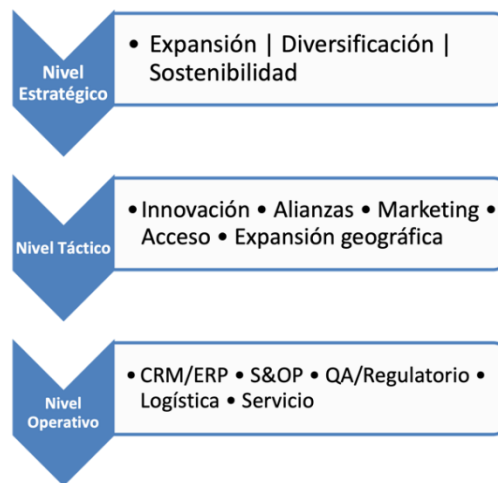 Nivel
Estratégico
• Expansión | Diversificación |
Sostenibilidad
Nivel Táctico
• Innovación • Alianzas • Marketing •
Acceso • Expansión geográfica
Nivel
Operativo
• CRM/ERP • S&OP • QA/Regulatorio •
Logística • Servicio